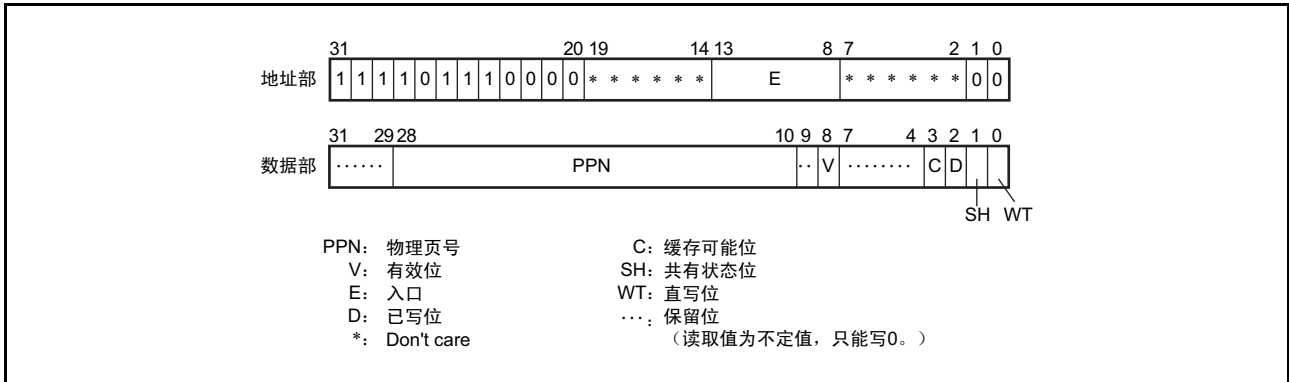 31 20 19 14 13 8 7 2 1 0
地址部 1 1 1 1 0 1 1 1 0 0 0 0 * * * * * * E * * * * * * 0 0
31 29 28 10 9 8 7 4 3 2 1 0
数据部 ······ PPN ·· V ········ C D
SH WT
PPN： 物理页号 C：缓存可能位
V： 有效位 SH：共有状态位
E： 入口 WT：直写位
D： 已写位 ···：保留位
*： Don't care （读取值为不定值，只能写0。）